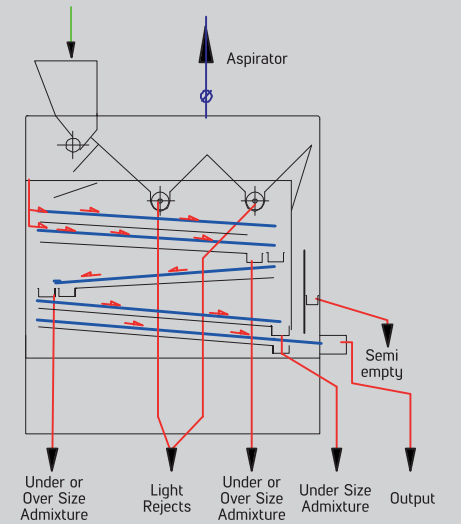 Aspirator
Semi
empty
Under or
Over Size
Admixture
Light
Rejects
Under or
Over Size
Admixture
Under Size
Admixture
Output